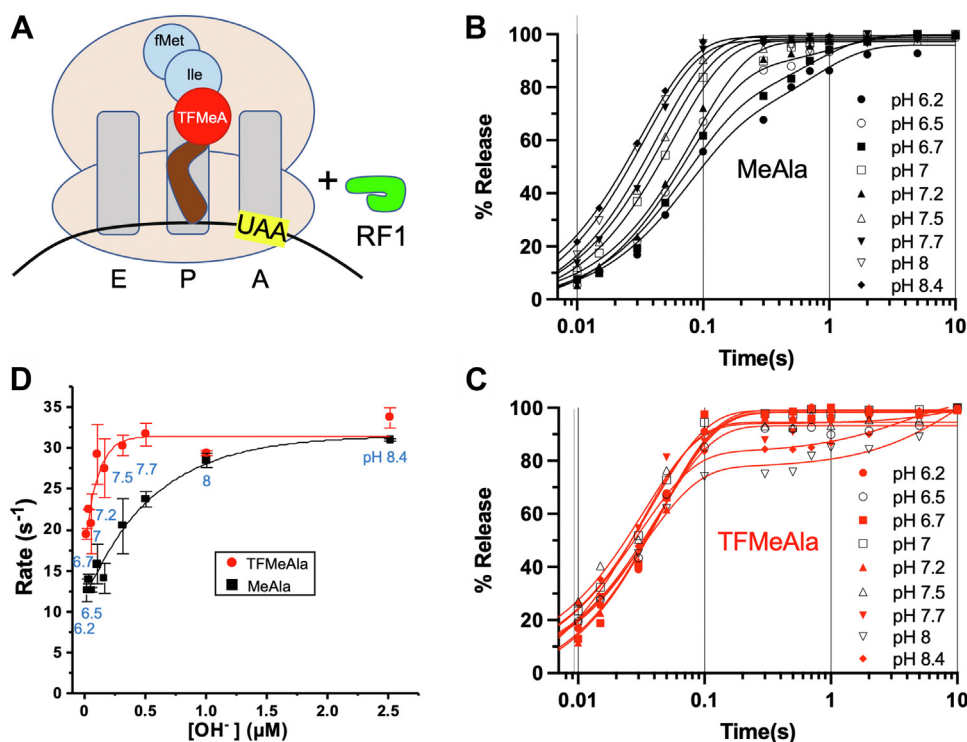 A
fMet
Ile
TFMeA
UAA
+
RF1
E P A
B
% Release
100
80
60
40
20
0
0.01 0.1 1 10
Time(s)
MeAla
pH 6.2
pH 6.5
pH 6.7
pH 7
pH 7.2
pH 7.5
pH 7.7
pH 8
pH 8.4
C
% Release
100
80
60
40
20
0
0.01 0.1 1 10
Time(s)
TFMeAla
pH 6.2
pH 6.5
pH 6.7
pH 7
pH 7.2
pH 7.5
pH 7.7
pH 8
pH 8.4
D
Rate (s⁻¹)
35
30
25
20
15
10
5
0
7.5 7.7
8
pH 8.4
7.2
7
6.7
6.5
6.2
TFMeAla
MeAla
0.0 0.5 1.0 1.5 2.0 2.5
[OH⁻] (µM)